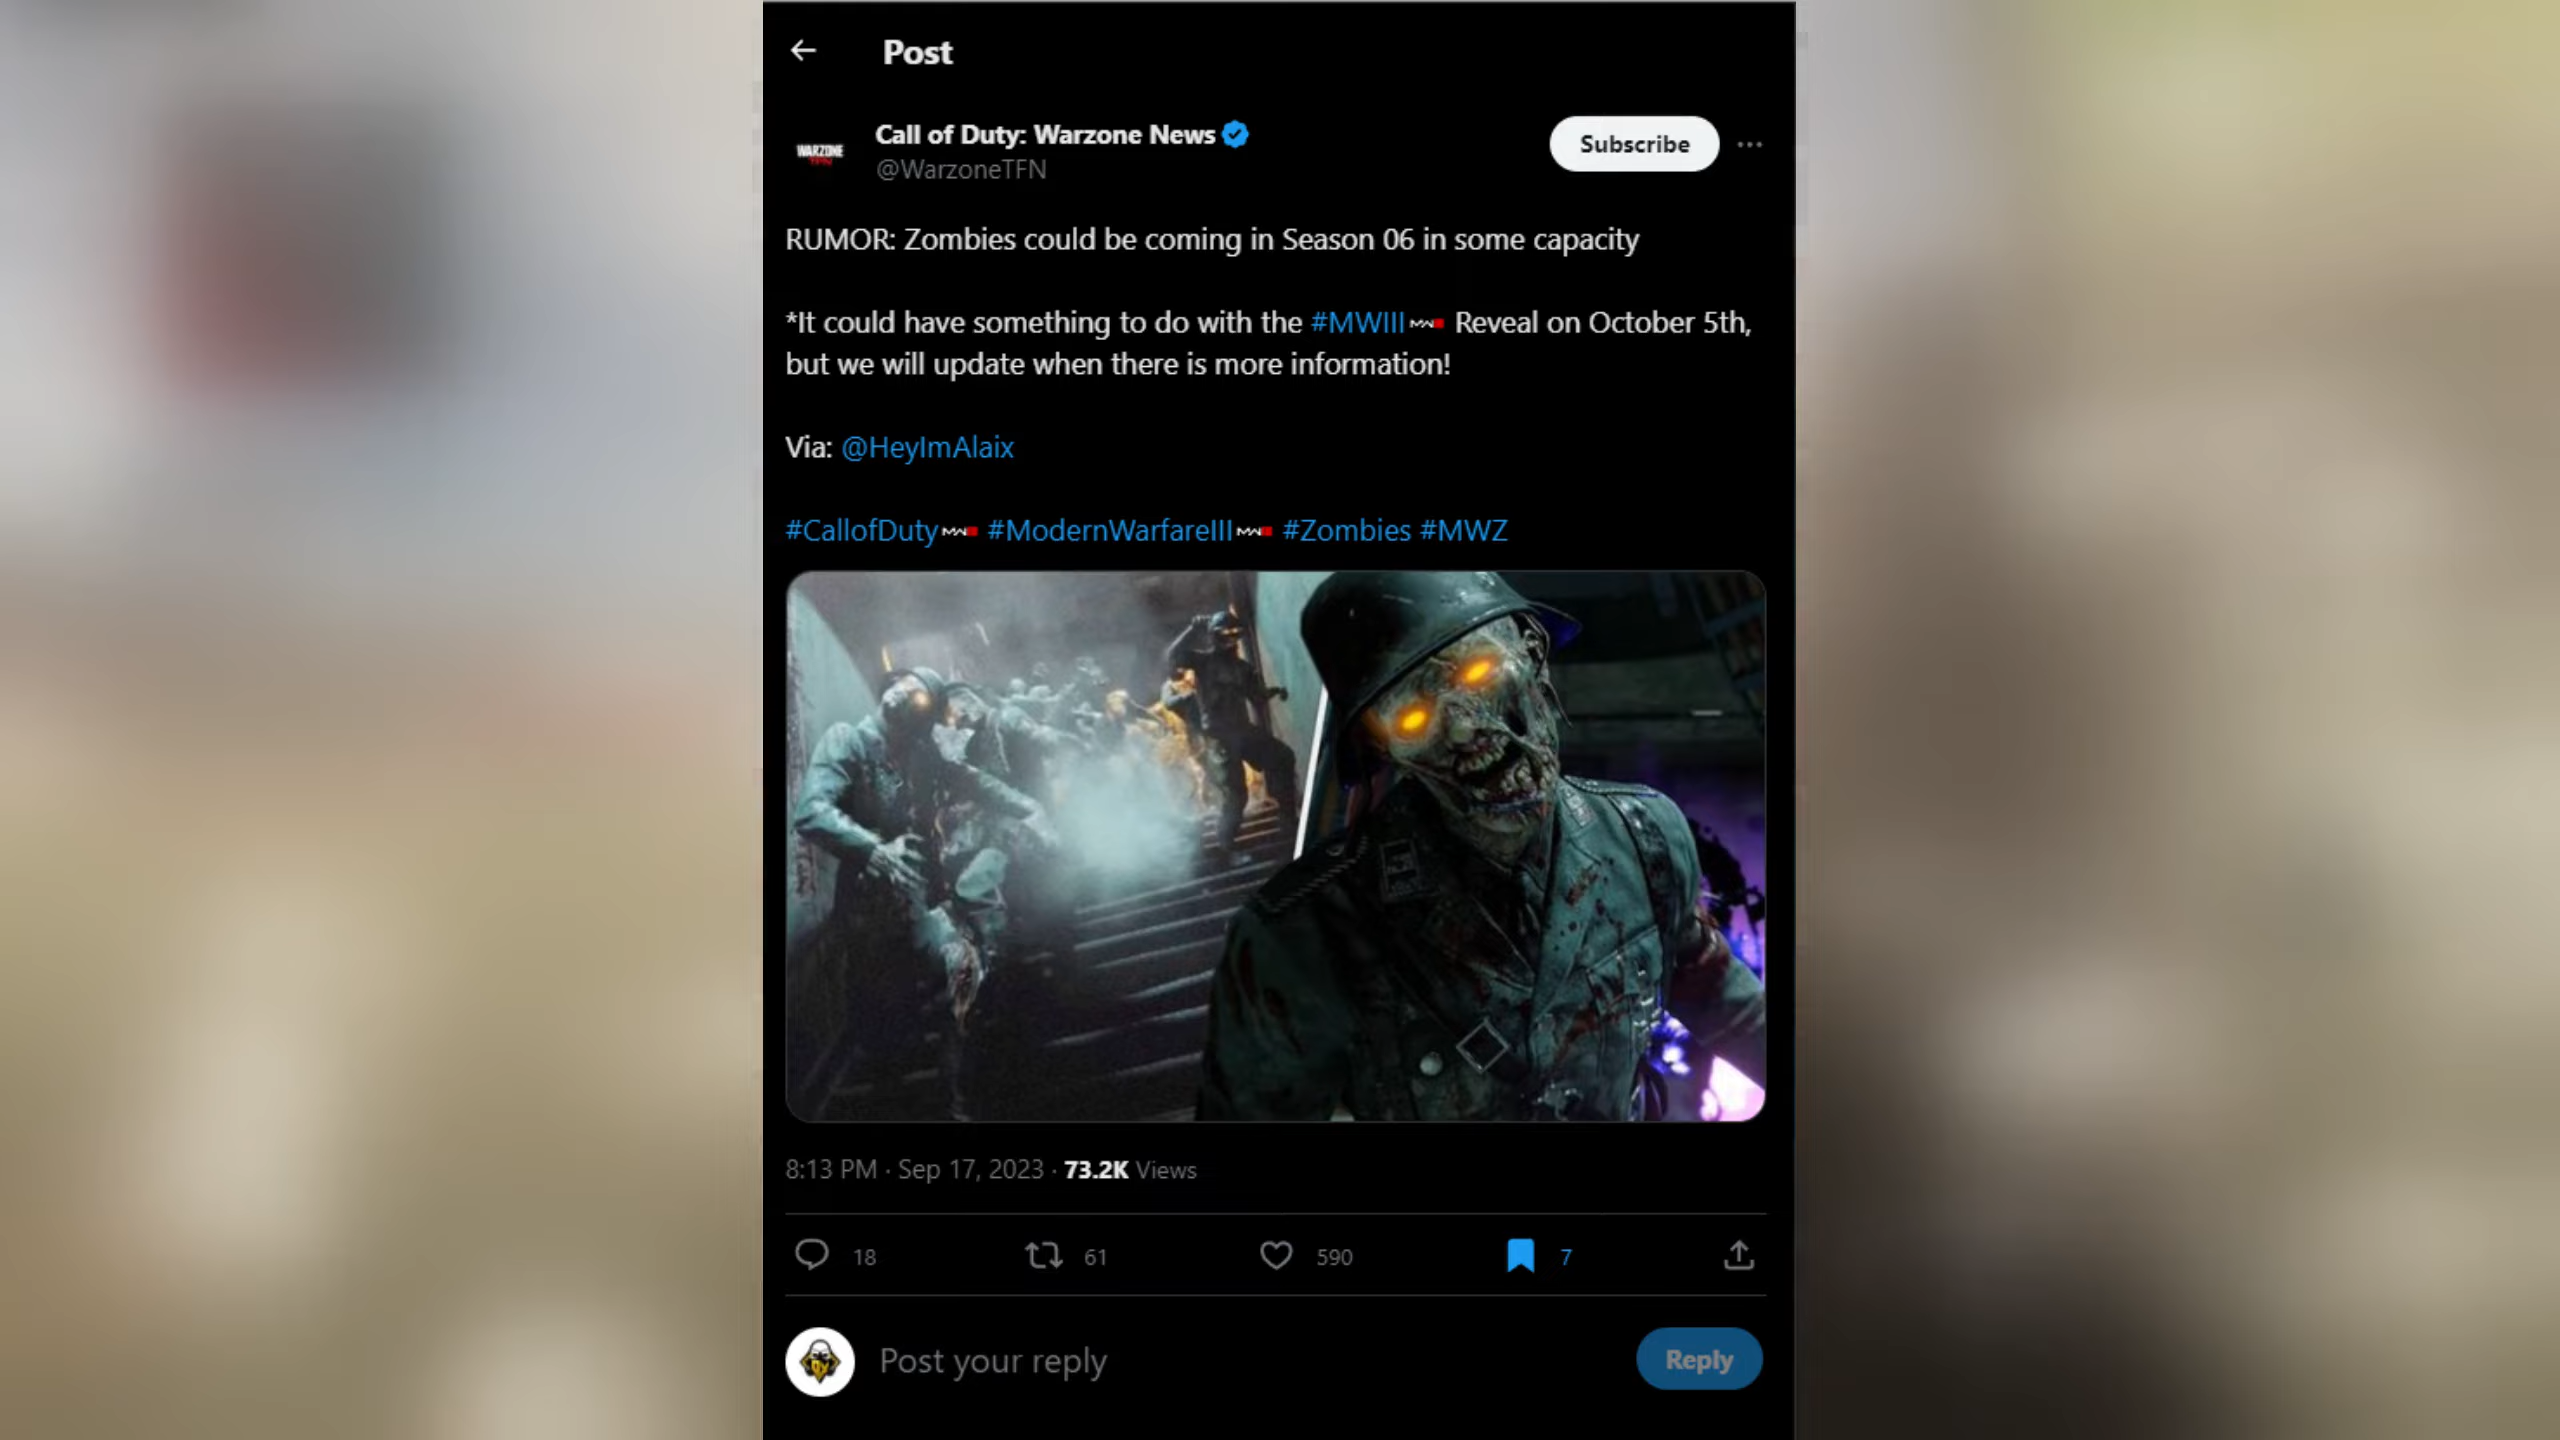 Post
Call of Duty: Warzone News
@WarzoneTFN
Subscribe
WARZONE
TFN
RUMOR: Zombies could be coming in Season 06 in some capacity
*It could have something to do with the #MWIII Reveal on October 5th,
but we will update when there is more information!
Via: @HeyImAlaix
#CallofDuty #ModernWarfareIII #Zombies #MWZ
8:13 PM · Sep 17, 2023 · 73.2K Views
18 61 590 7
Post your reply
Reply